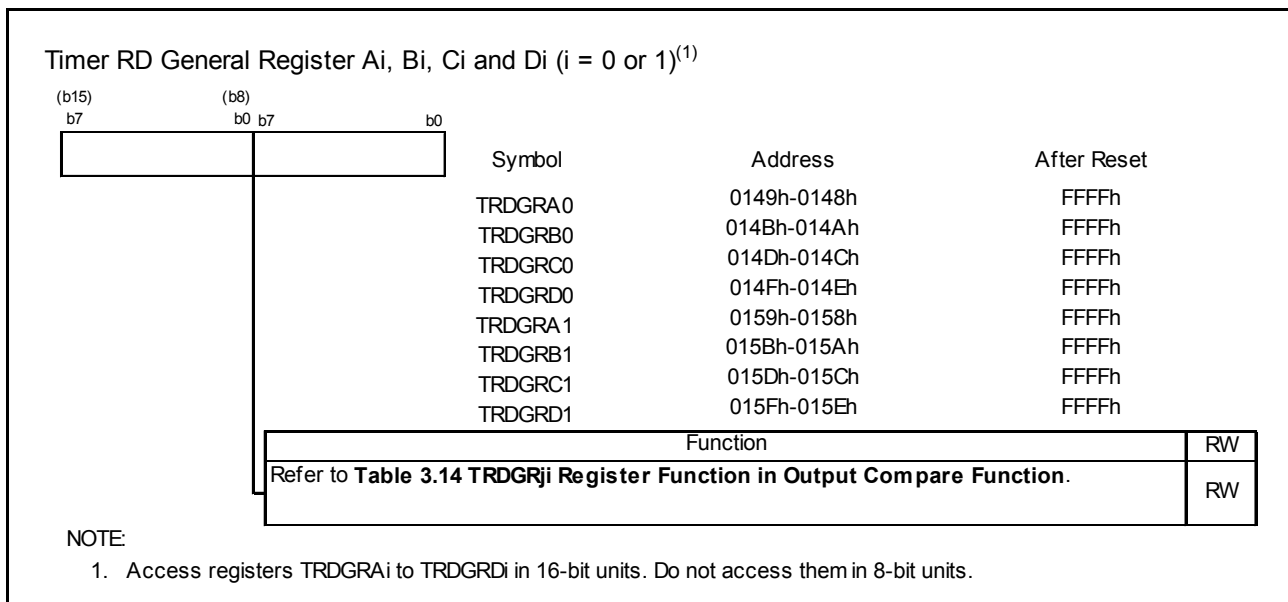 Timer RD General Register Ai, Bi, Ci and Di (i = 0 or 1)(1)
(b15) (b8)
b7 b0 b7 b0
Symbol Address After Reset
TRDGRA0 0149h-0148h FFFFh
TRDGRB0 014Bh-014Ah FFFFh
TRDGRC0 014Dh-014Ch FFFFh
TRDGRD0 014Fh-014Eh FFFFh
TRDGRA1 0159h-0158h FFFFh
TRDGRB1 015Bh-015Ah FFFFh
TRDGRC1 015Dh-015Ch FFFFh
TRDGRD1 015Fh-015Eh FFFFh
Function RW
Refer to Table 3.14 TRDGRji Register Function in Output Compare Function. RW
NOTE:
1. Access registers TRDGRAi to TRDGRDi in 16-bit units. Do not access them in 8-bit units.